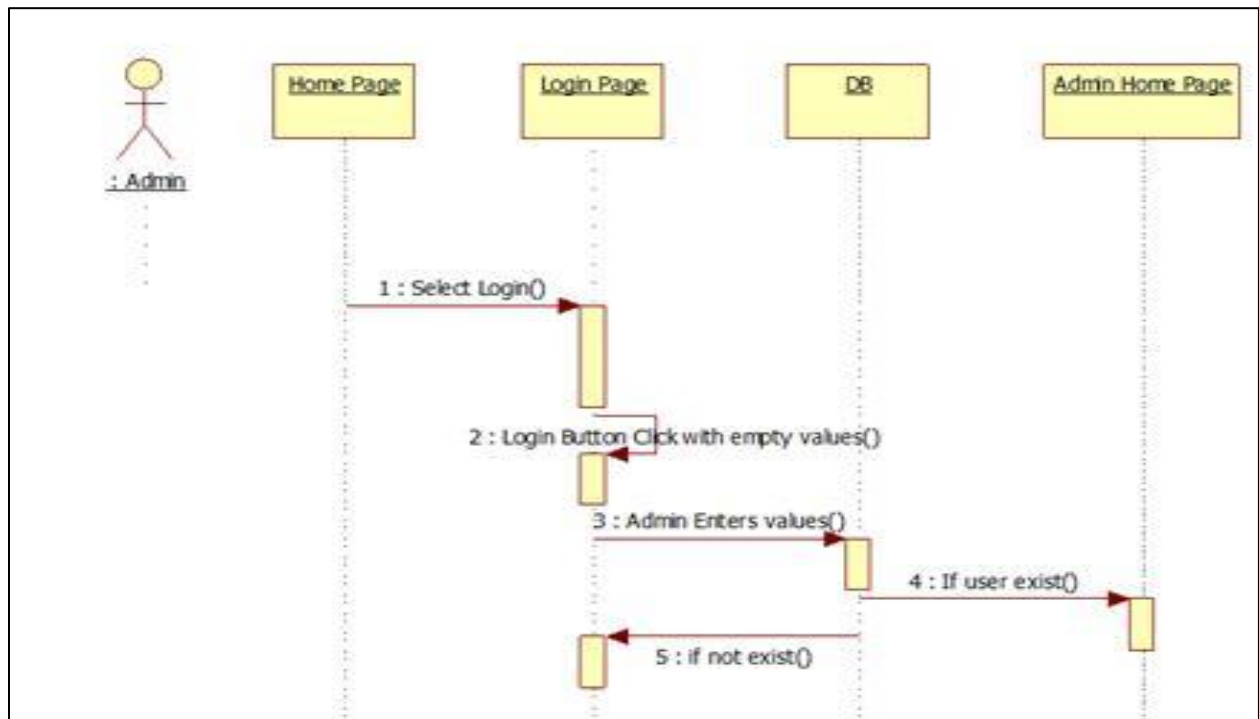 Home Page
Login Page
DB
Admin Home Page
: Admin
1 : Select Login()
2 : Login Button Click with empty values()
3 : Admin Enters values()
4 : If user exist()
5 : if not exist()